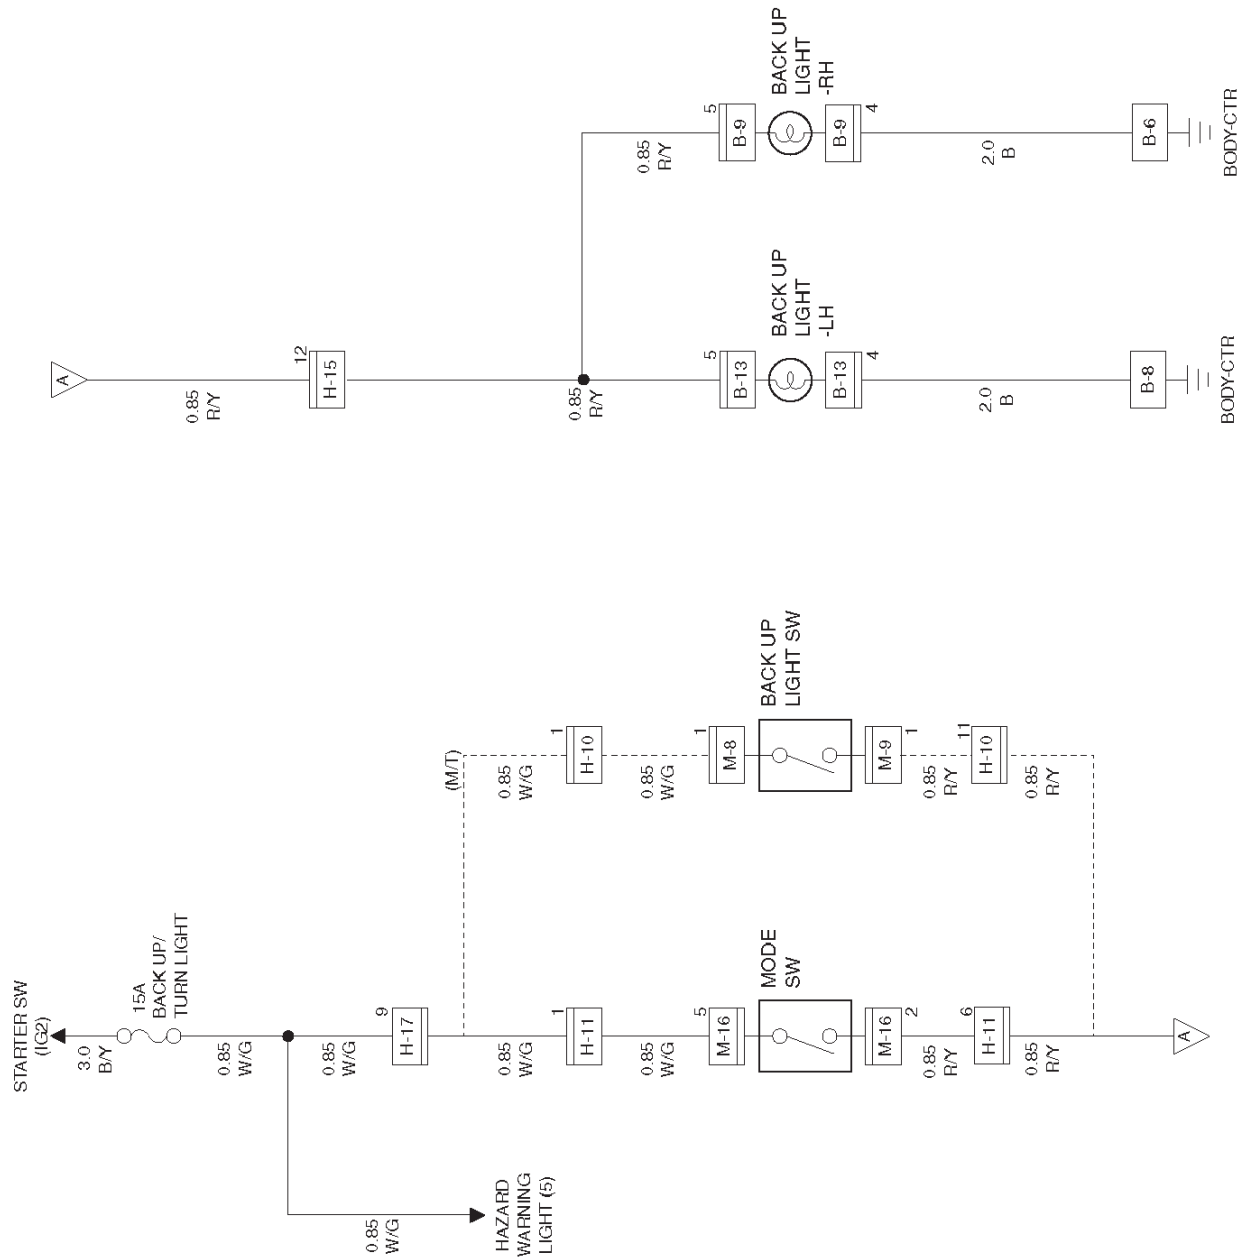 STARTER SW
(IG2)
3.0
B/Y
15A
BACK UP/
TURN LIGHT
0.85
W/G
0.85
W/G
HAZARD
WARNING
LIGHT (5)
0.85
W/G
9
H-17
(M/T)
0.85
W/G
1
H-11
0.85
W/G
5
M-16
MODE
SW
M-16
2
0.85
R/Y
6
H-11
0.85
R/Y
A
0.85
W/G
1
H-10
0.85
W/G
1
M-8
BACK UP
LIGHT SW
M-9
1
0.85
R/Y
11
H-10
0.85
R/Y
A
0.85
R/Y
12
H-15
0.85
R/Y
5
B-13
BACK UP
LIGHT
-LH
B-13
4
2.0
B
B-8
BODY-CTR
0.85
R/Y
5
B-9
BACK UP
LIGHT
-RH
B-9
4
2.0
B
B-6
BODY-CTR